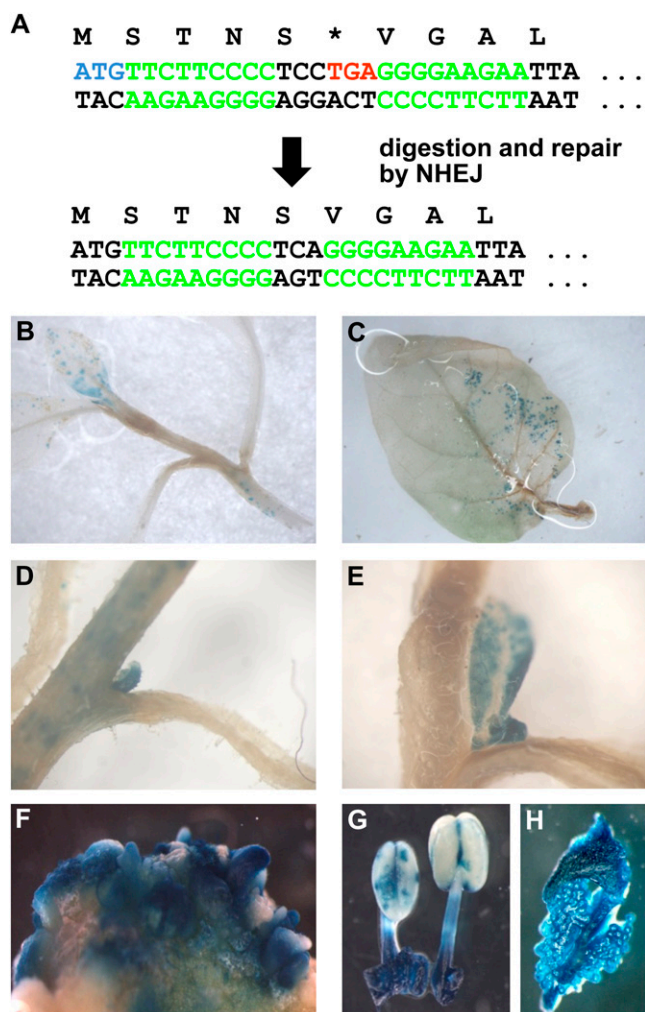 A
M S T N S * V G A L
ATGTTCTTCCCCTCCTGAGGGGAAGAATTA ...
TACAAGAAGGGGAGGACTCCCCTTCTTAAT ...
digestion and repair
by NHEJ
M S T N S V G A L
ATGTTCTTCCCCTCAGGGGAAGAATTA ...
TACAAGAAGGGGAGTCCCCTTCTTAAT ...
B C
D E
F G H